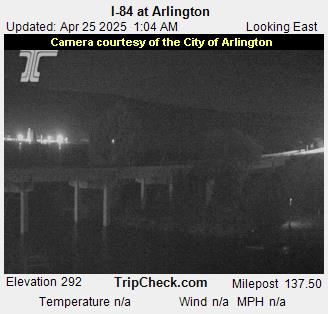 I-84 at Arlington
Updated: Apr 25 2025 1:04 AM Looking East
Camera courtesy of the City of Arlington
Elevation 292 TripCheck.com Milepost 137.50
Temperature n/a Wind n/a MPH n/a